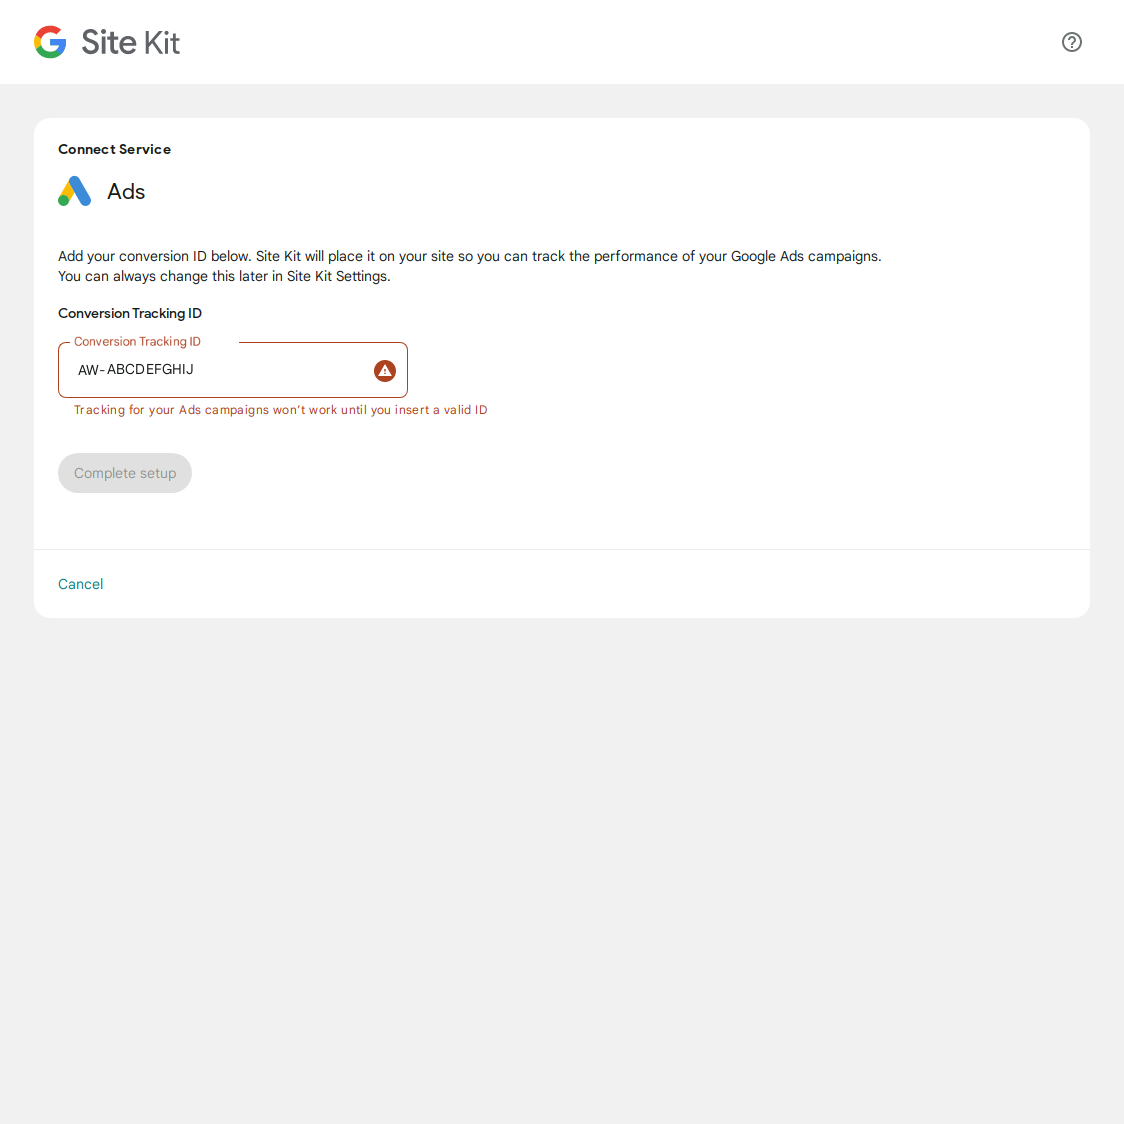 Site Kit
Connect Service
Ads
Add your conversion ID below. Site Kit will place it on your site so you can track the performance of your Google Ads campaigns.
You can always change this later in Site Kit Settings.
Conversion Tracking ID
Conversion Tracking ID
AW-ABCDEFGHIJ
Tracking for your Ads campaigns won’t work until you insert a valid ID
Complete setup
Cancel